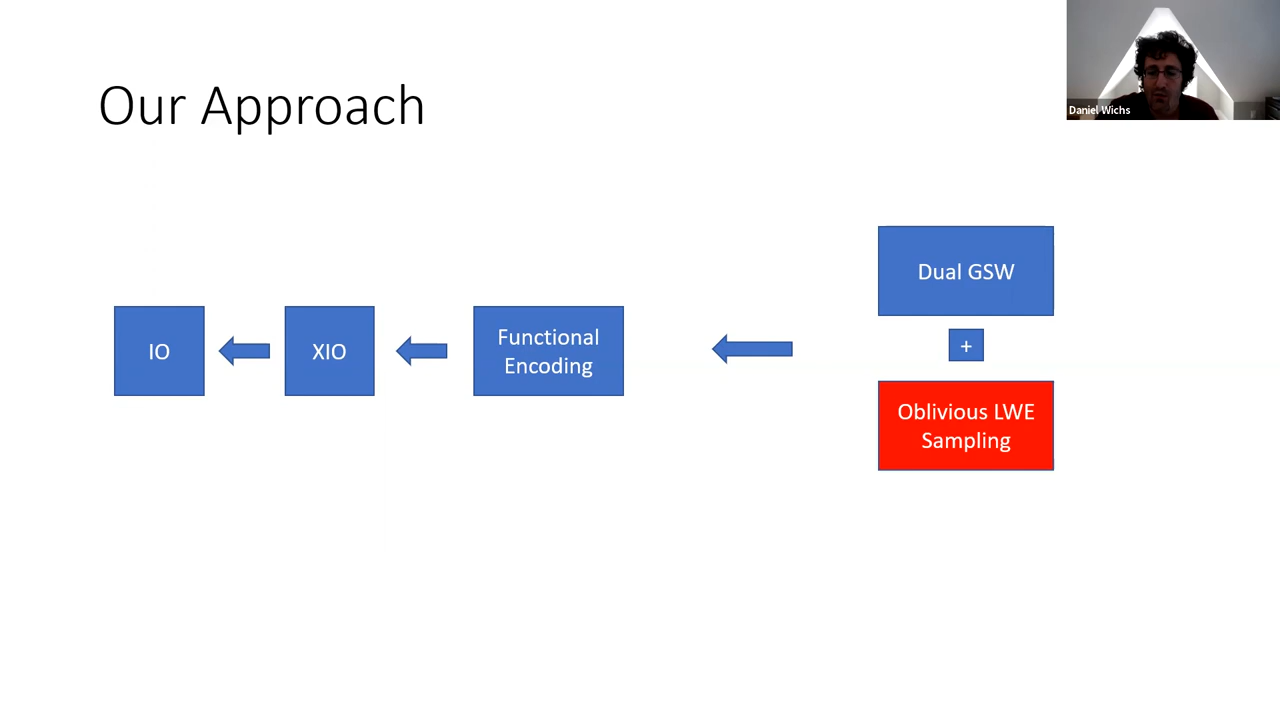 Our Approach
Daniel Wichs
IO
XIO
Functional
Encoding
Dual GSW
+
Oblivious LWE
Sampling